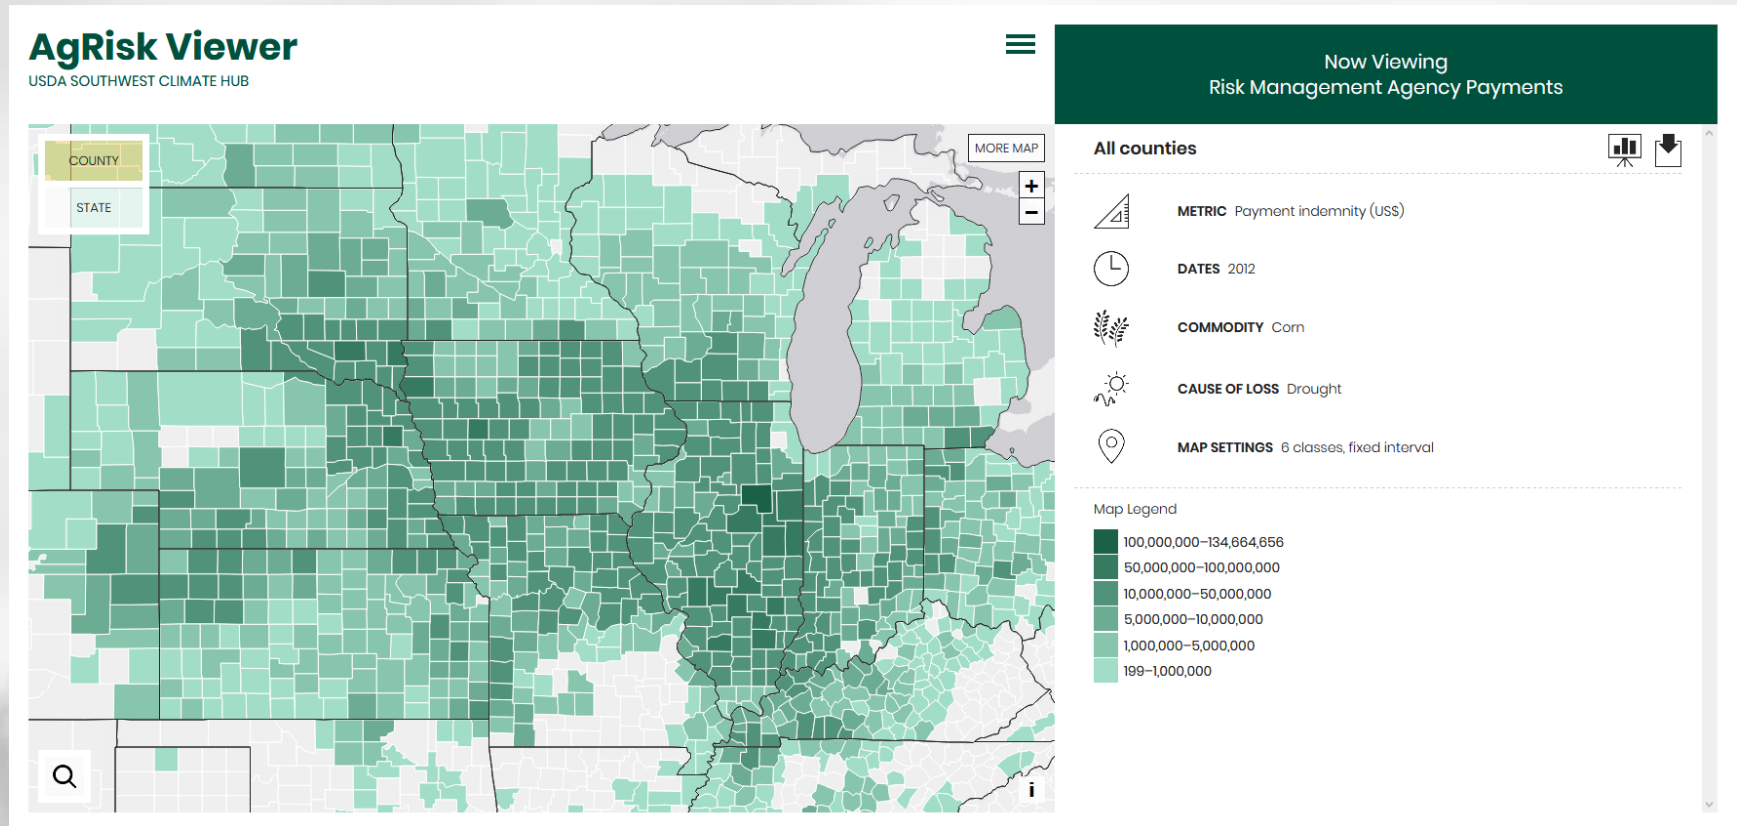 AgRisk Viewer
USDA SOUTHWEST CLIMATE HUB
COUNTY
STATE
MORE MAP
+
−
i
Now Viewing
Risk Management Agency Payments
All counties
METRIC Payment indemnity (US$)
DATES 2012
COMMODITY Corn
CAUSE OF LOSS Drought
MAP SETTINGS 6 classes, fixed interval
Map Legend
100,000,000–134,664,656
50,000,000–100,000,000
10,000,000–50,000,000
5,000,000–10,000,000
1,000,000–5,000,000
199–1,000,000